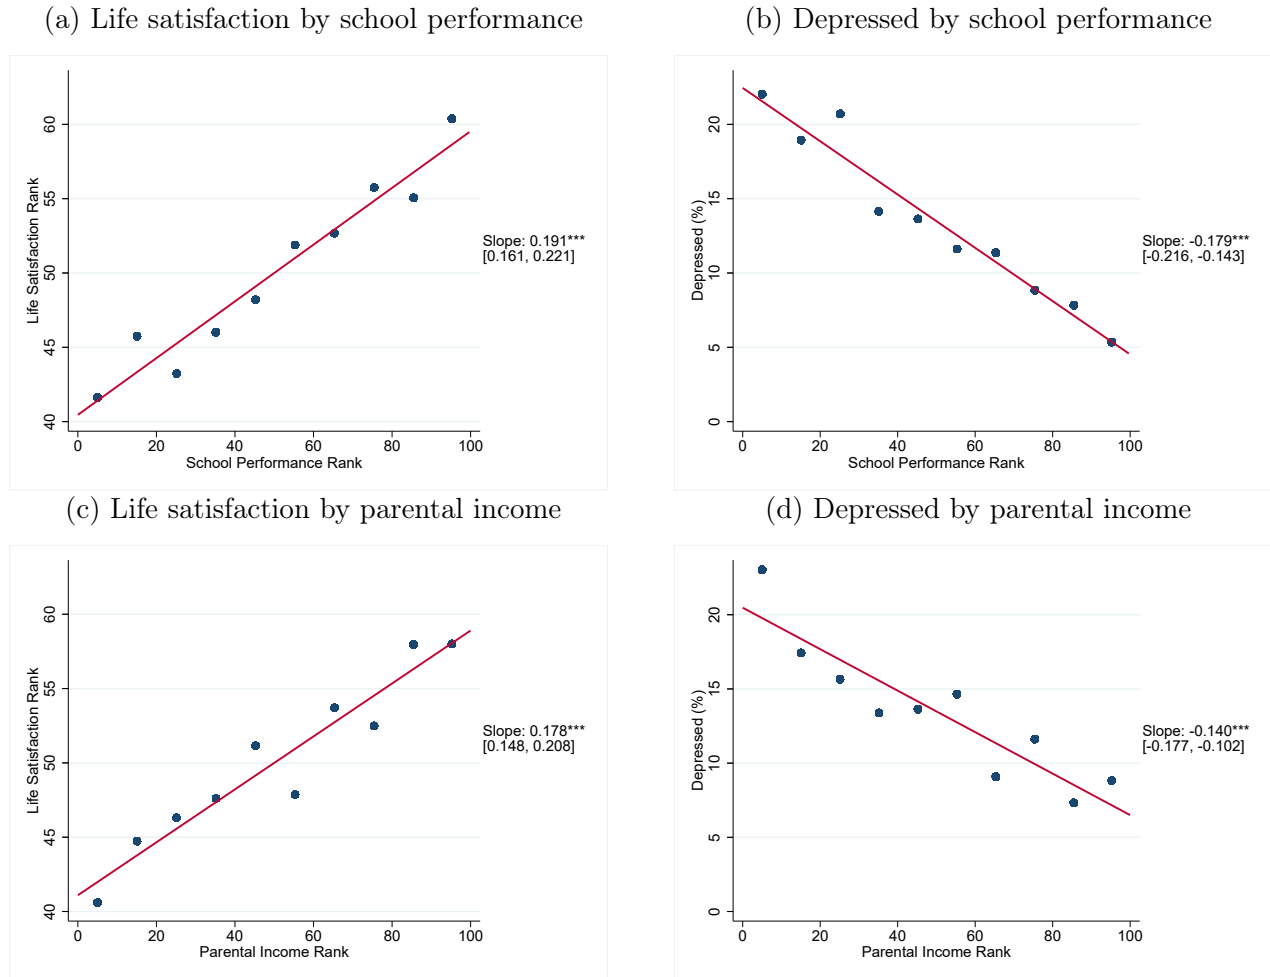 (a) Life satisfaction by school performance
60
55
50
45
40
Life Satisfaction Rank
Slope: 0.191***
[0.161, 0.221]
0 20 40 60 80 100
School Performance Rank
(b) Depressed by school performance
20
15
10
5
0
Depressed (%)
Slope: -0.179***
[-0.216, -0.143]
0 20 40 60 80 100
School Performance Rank
(c) Life satisfaction by parental income
60
55
50
45
40
Life Satisfaction Rank
Slope: 0.178***
[0.148, 0.208]
0 20 40 60 80 100
Parental Income Rank
(d) Depressed by parental income
20
15
10
5
0
Depressed (%)
Slope: -0.140***
[-0.177, -0.102]
0 20 40 60 80 100
Parental Income Rank